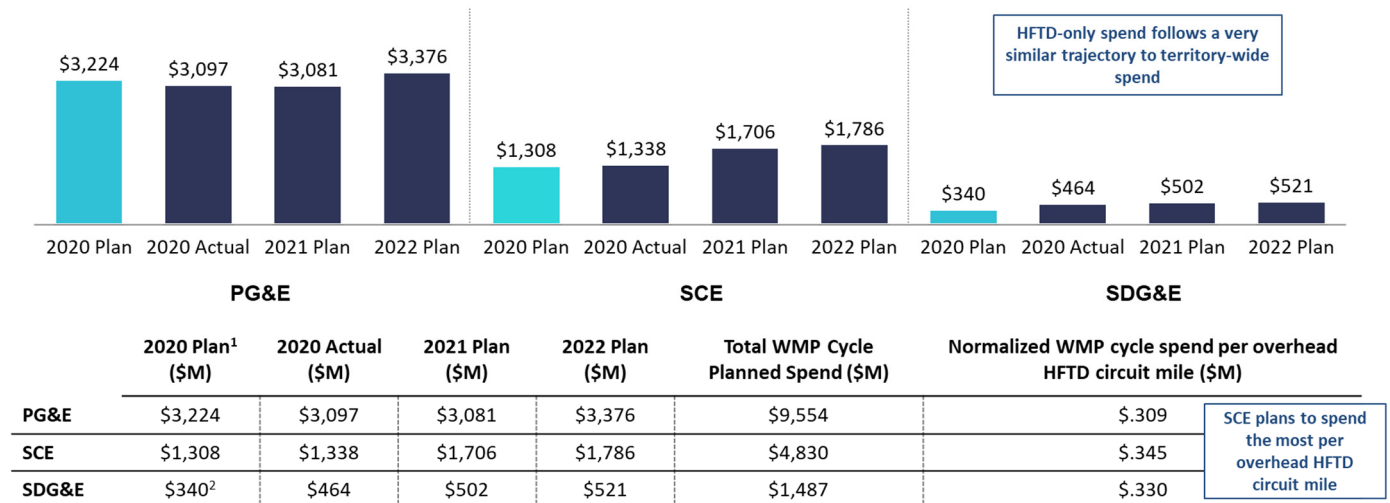 HFTD-only spend follows a very
similar trajectory to territory-wide
spend
$3,224 $3,097 $3,081 $3,376
$1,308 $1,338 $1,706 $1,786
$340 $464 $502 $521
2020 Plan 2020 Actual 2021 Plan 2022 Plan 2020 Plan 2020 Actual 2021 Plan 2022 Plan 2020 Plan 2020 Actual 2021 Plan 2022 Plan
PG&E SCE SDG&E
2020 Plan¹ 2020 Actual 2021 Plan 2022 Plan Total WMP Cycle Normalized WMP cycle spend per overhead
($M) ($M) ($M) ($M) Planned Spend ($M) HFTD circuit mile ($M)
PG&E $3,224 $3,097 $3,081 $3,376 $9,554 $.309
SCE $1,308 $1,338 $1,706 $1,786 $4,830 $.345
SDG&E $340² $464 $502 $521 $1,487 $.330
SCE plans to spend
the most per
overhead HFTD
circuit mile